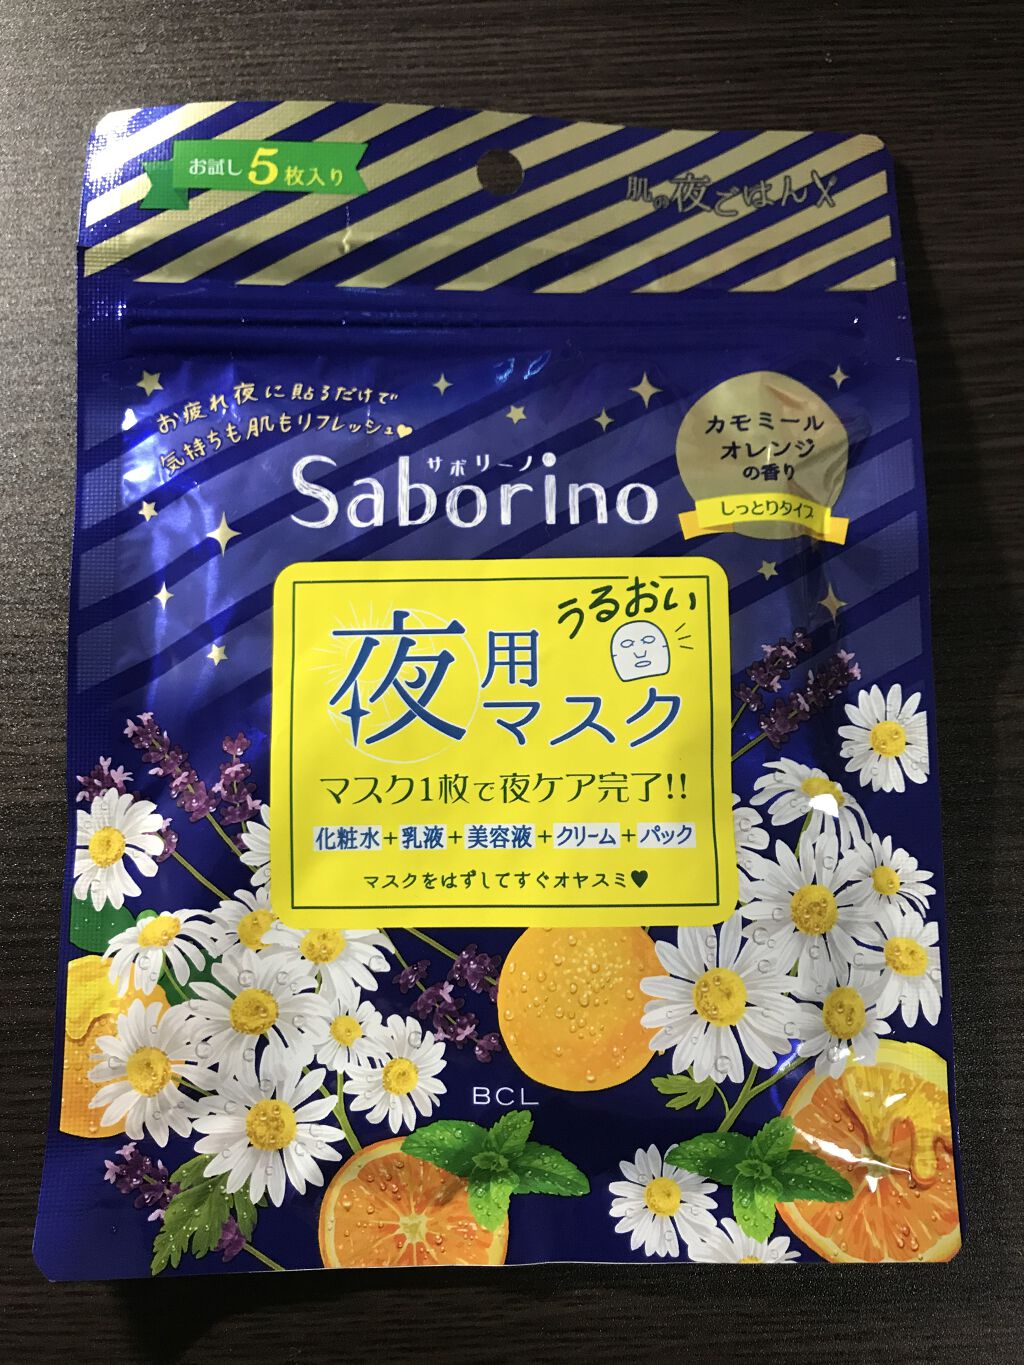 お試し5枚入り
肌の夜ごはん
お疲れ夜に貼るだけで
気持ちも肌もリフレッシュ♥
カモミール
オレンジ
の香り
しっとりタイプ
サボリーノ
Saborino
うるおい
夜用マスク
マスク1枚で夜ケア完了!!
化粧水+乳液+美容液+クリーム+パック
マスクをはずしてすぐオヤスミ♥
BCL